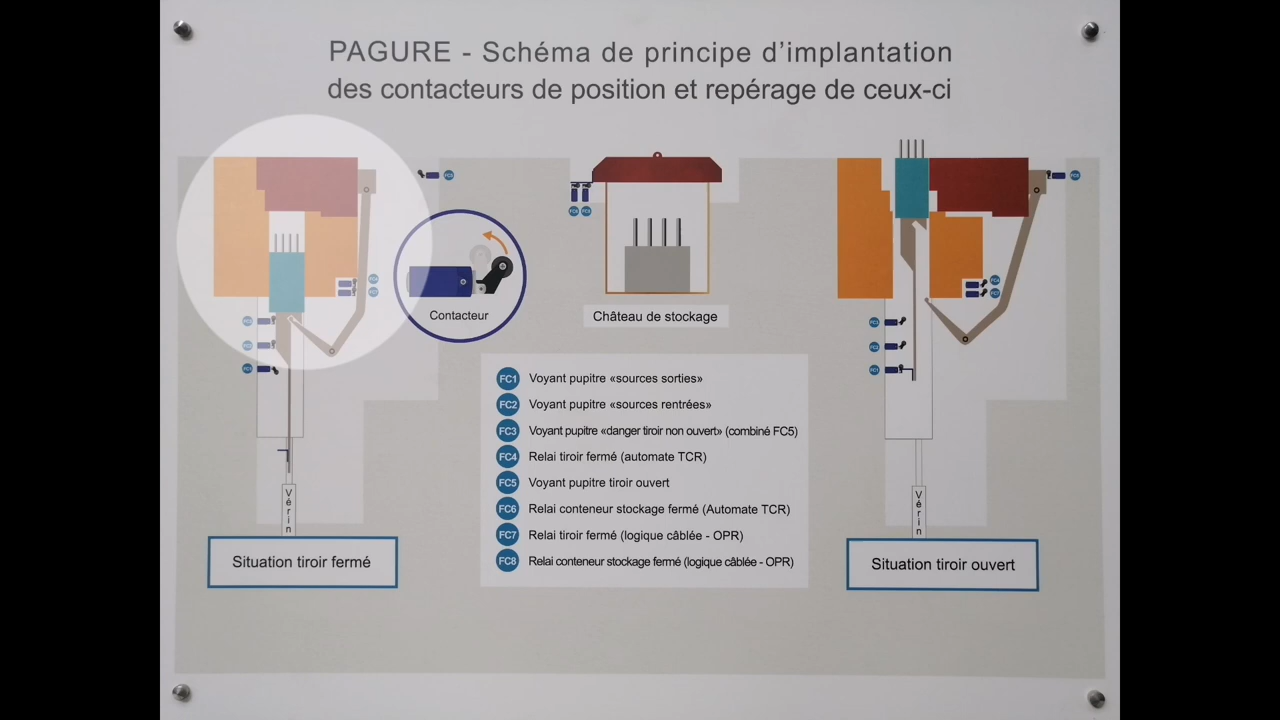 PAGURE - Schéma de principe d'implantation
des contacteurs de position et repérage de ceux-ci
Contacteur
Château de stockage
FC1 Voyant pupitre «sources sorties»
FC2 Voyant pupitre «sources rentrées»
FC3 Voyant pupitre «danger tiroir non ouvert» (combiné FC5)
FC4 Relai tiroir fermé (automate TCR)
FC5 Voyant pupitre tiroir ouvert
FC6 Relai conteneur stockage fermé (Automate TCR)
FC7 Relai tiroir fermé (logique câblée - OPR)
FC8 Relai conteneur stockage fermé (logique câblée - OPR)
Vérin
Situation tiroir fermé
Vérin
Situation tiroir ouvert